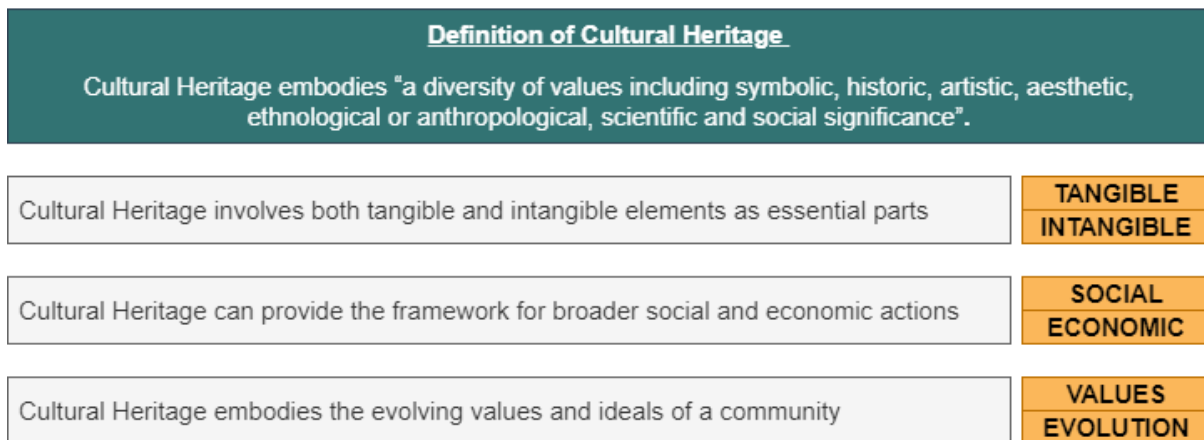 Definition of Cultural Heritage
Cultural Heritage embodies “a diversity of values including symbolic, historic, artistic, aesthetic,
ethnological or anthropological, scientific and social significance”.
Cultural Heritage involves both tangible and intangible elements as essential parts
TANGIBLE
INTANGIBLE
Cultural Heritage can provide the framework for broader social and economic actions
SOCIAL
ECONOMIC
Cultural Heritage embodies the evolving values and ideals of a community
VALUES
EVOLUTION